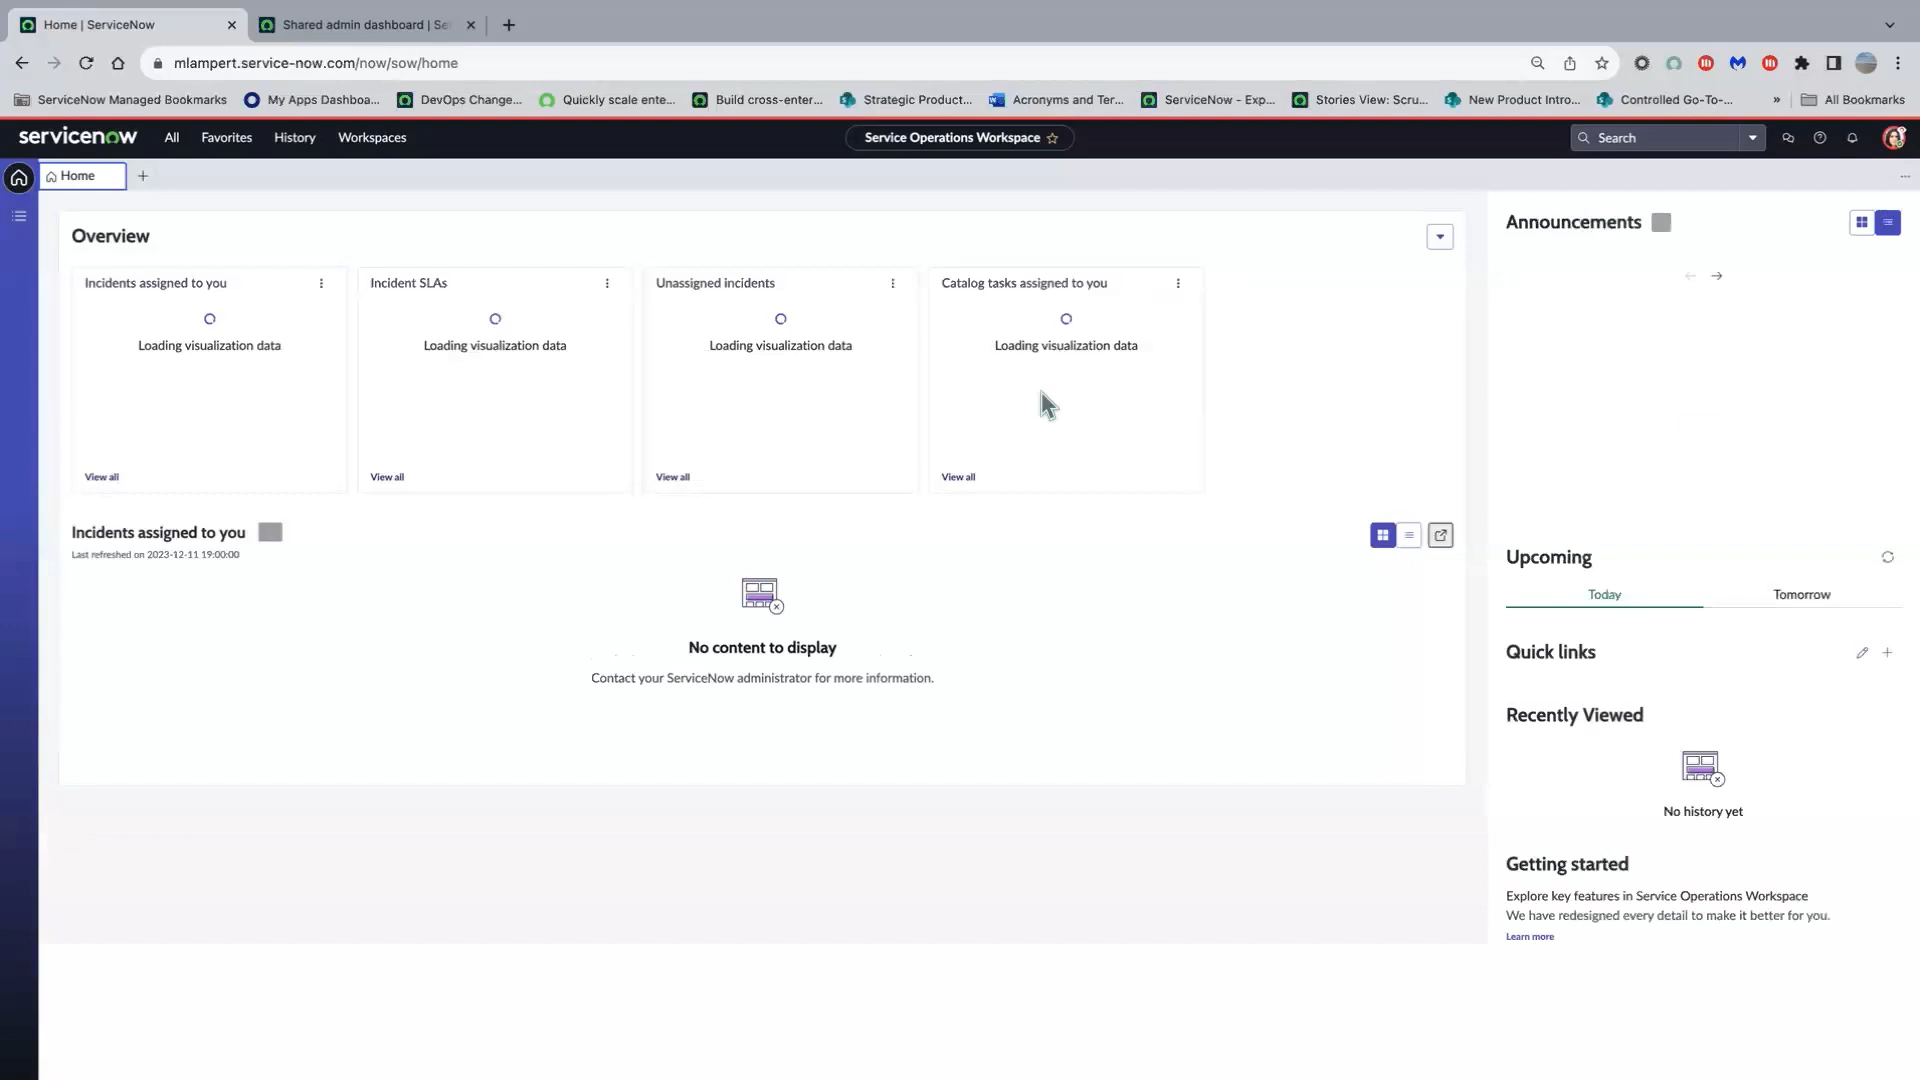 Home | ServiceNow
Shared admin dashboard | Se
mlampert.service-now.com/now/sow/home
ServiceNow Managed Bookmarks
My Apps Dashboa...
DevOps Change...
Quickly scale ente...
Build cross-enter...
Strategic Product...
Acronyms and Ter...
ServiceNow - Exp...
Stories View: Scru...
New Product Intro...
Controlled Go-To-...
»
All Bookmarks
servicenow
All
Favorites
History
Workspaces
Service Operations Workspace
Search
Home
Overview
Incidents assigned to you
Loading visualization data
View all
Incident SLAs
Loading visualization data
View all
Unassigned incidents
Loading visualization data
View all
Catalog tasks assigned to you
Loading visualization data
View all
Incidents assigned to you
Last refreshed on 2023-12-11 19:00:00
No content to display
Contact your ServiceNow administrator for more information.
Announcements
Upcoming
Today
Tomorrow
Quick links
Recently Viewed
No history yet
Getting started
Explore key features in Service Operations Workspace
We have redesigned every detail to make it better for you.
Learn more